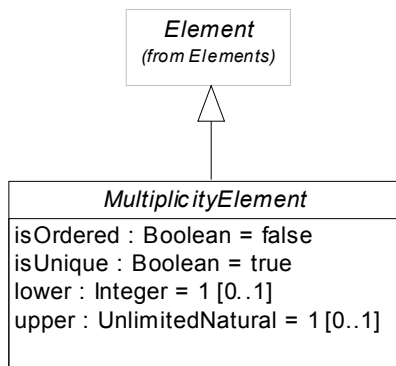 Element
(from Elements)
MultiplicityElement
isOrdered : Boolean = false
isUnique : Boolean = true
lower : Integer = 1 [0..1]
upper : UnlimitedNatural = 1 [0..1]